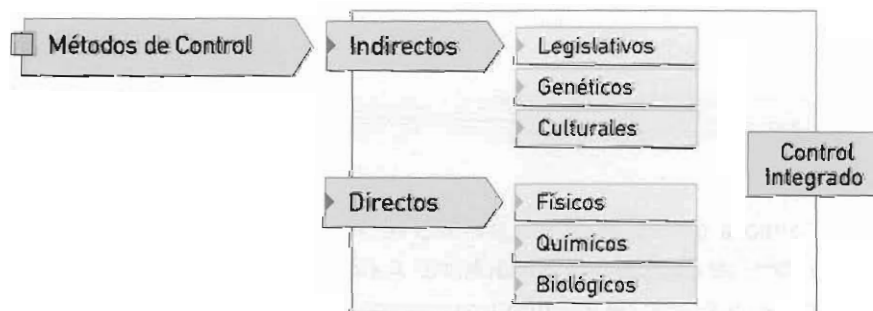 Métodos de Control
Indirectos
Legislativos
Genéticos
Culturales
Directos
Físicos
Químicos
Biológicos
Control
Integrado